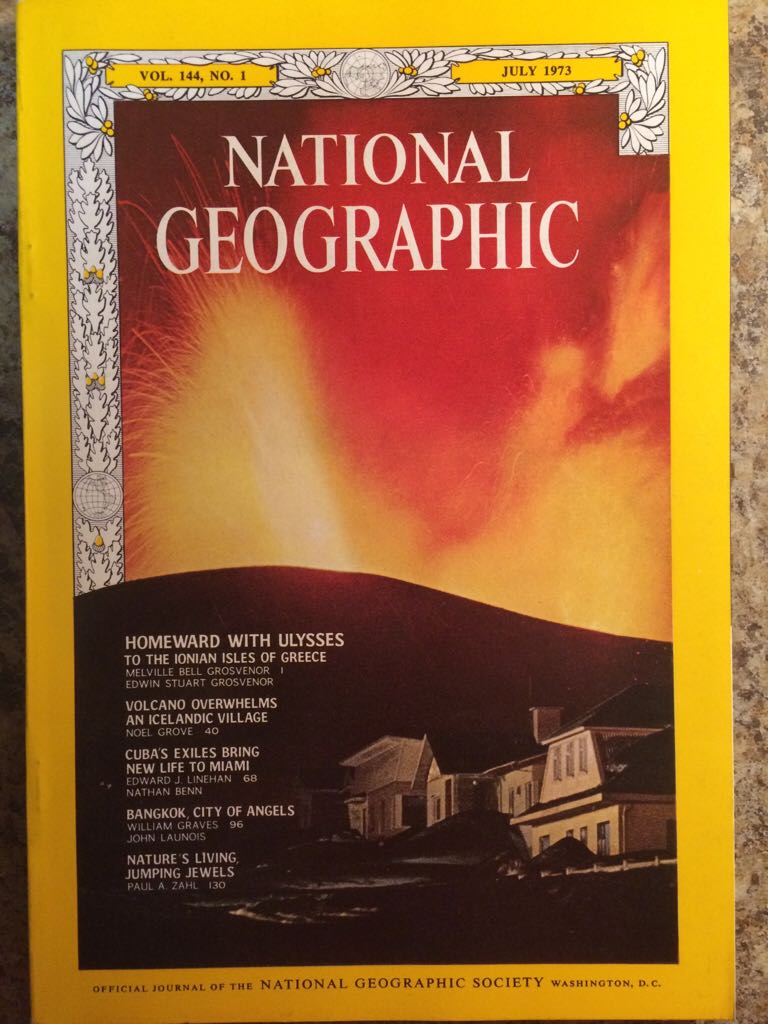 VOL. 144, NO. 1
JULY 1973
NATIONAL
GEOGRAPHIC
HOMEWARD WITH ULYSSES
TO THE IONIAN ISLES OF GREECE
MELVILLE BELL GROSVENOR 1
EDWIN STUART GROSVENOR
VOLCANO OVERWHELMS
AN ICELANDIC VILLAGE
NOEL GROVE 40
CUBA'S EXILES BRING
NEW LIFE TO MIAMI
EDWARD J. LINEHAN 68
NATHAN BENN
BANGKOK, CITY OF ANGELS
WILLIAM GRAVES 96
JOHN LAUNOIS
NATURE'S LIVING,
JUMPING JEWELS
PAUL A. ZAHL 130
OFFICIAL JOURNAL OF THE NATIONAL GEOGRAPHIC SOCIETY WASHINGTON, D.C.